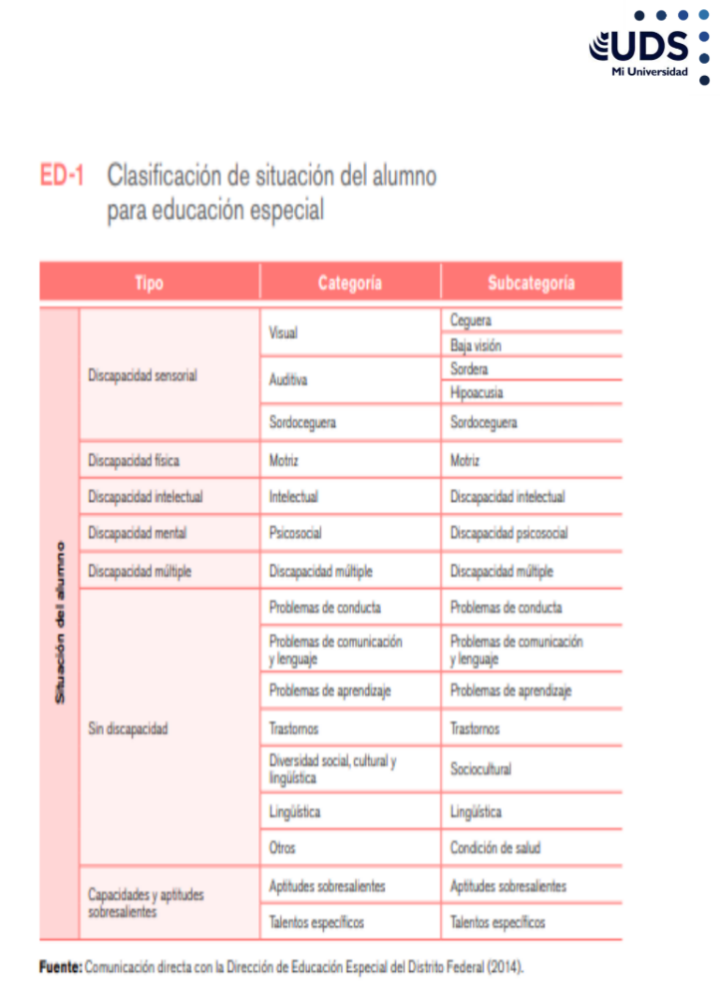 UDS
Mi Universidad
ED-1 Clasificación de situación del alumno
para educación especial
Tipo Categoría Subcategoría
Situación del alumno
Discapacidad sensorial
Visual
Ceguera
Baja visión
Auditiva
Sordera
Hipoacusia
Sordoceguera Sordoceguera
Discapacidad física Motriz Motriz
Discapacidad intelectual Intelectual Discapacidad intelectual
Discapacidad mental Psicosocial Discapacidad psicosocial
Discapacidad múltiple Discapacidad múltiple Discapacidad múltiple
Sin discapacidad
Problemas de conducta Problemas de conducta
Problemas de comunicación
y lenguaje
Problemas de comunicación
y lenguaje
Problemas de aprendizaje Problemas de aprendizaje
Trastornos Trastornos
Diversidad social, cultural y
lingüística
Sociocultural
Lingüística Lingüística
Otros Condición de salud
Capacidades y aptitudes
sobresalientes
Aptitudes sobresalientes Aptitudes sobresalientes
Talentos específicos Talentos específicos
Fuente: Comunicación directa con la Dirección de Educación Especial del Distrito Federal (2014).